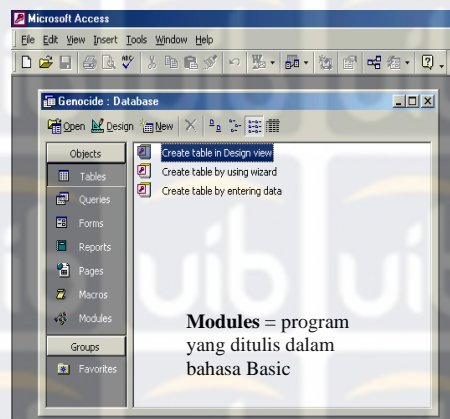 Microsoft Access
File Edit View Insert Tools Window Help
Genocide : Database
Open Design New
Objects
Tables
Queries
Forms
Reports
Pages
Macros
Modules
Groups
Favorites
Create table in Design view
Create table by using wizard
Create table by entering data
Modules = program
yang ditulis dalam
bahasa Basic
uib